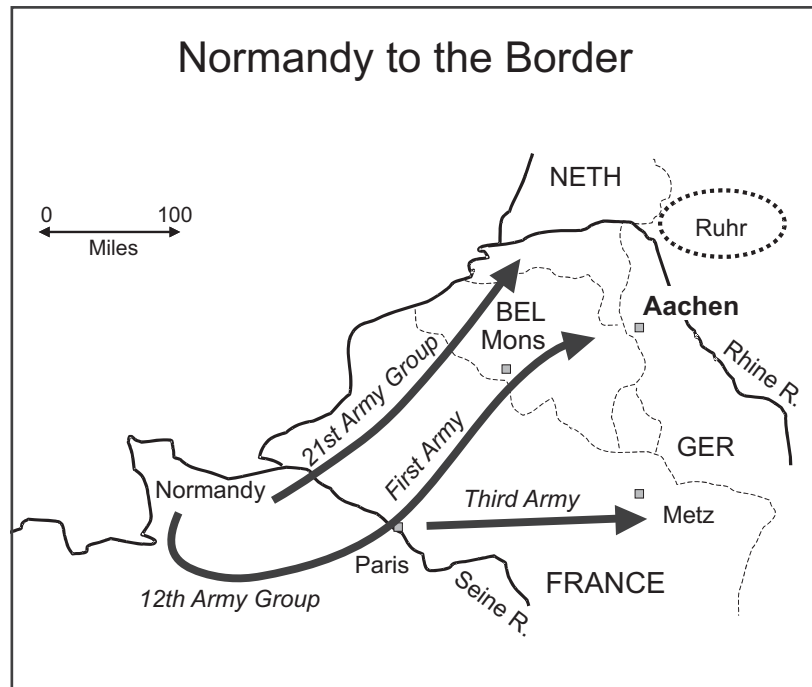 Normandy to the Border
NETH
0 100
Miles
Ruhr
Aachen
BEL
Mons
Rhine R.
21st Army Group
First Army
GER
Normandy
Third Army
Metz
Paris
Seine R.
FRANCE
12th Army Group